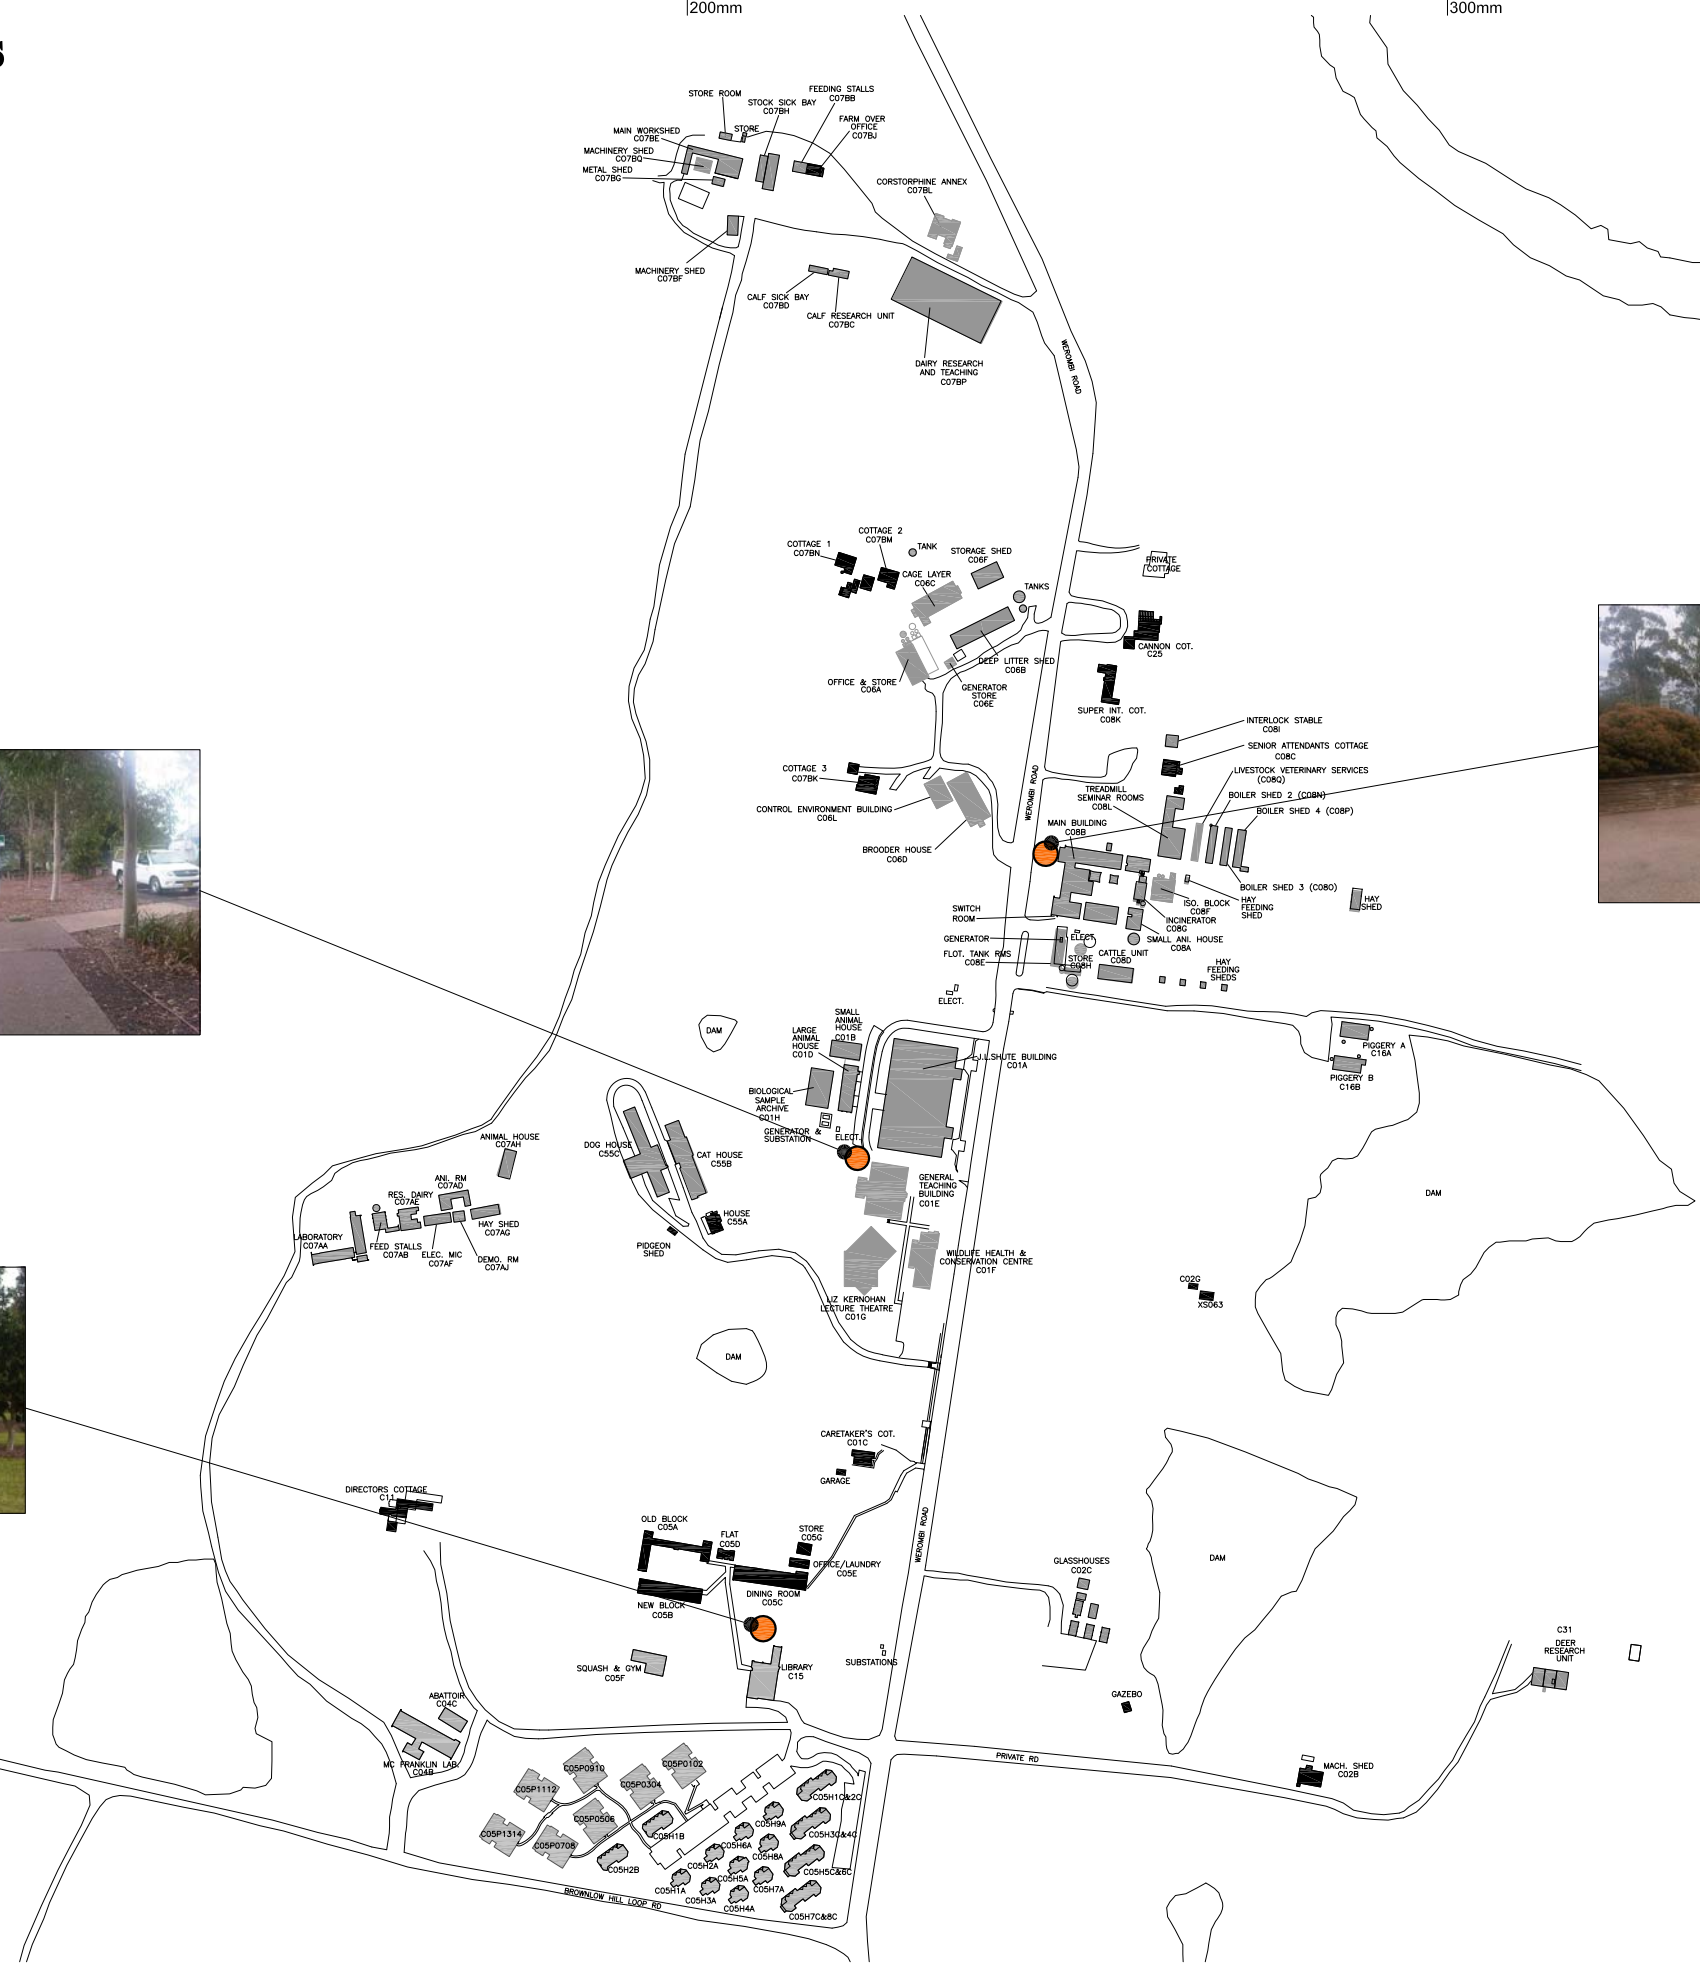 200mm
300mm
S
STORE ROOM
STORE
STOCK SICK BAY
C07BH
FEEDING STALLS
C07BB
FARM OVER
OFFICE
C07BJ
MAIN WORKSHED
C07BE
MACHINERY SHED
C07BQ
METAL SHED
C07BG
CORSTORPHINE ANNEX
C07BL
MACHINERY SHED
C07BF
CALF SICK BAY
C07BD
CALF RESEARCH UNIT
C07BC
DAIRY RESEARCH
AND TEACHING
C07BP
WEROMBI ROAD
COTTAGE 1
C07BN
COTTAGE 2
C07BM
TANK
STORAGE SHED
C06F
CAGE LAYER
C06C
TANKS
PRIVATE
COTTAGE
CANNON COT.
C25
DEEP LITTER SHED
C06B
OFFICE & STORE
C06A
GENERATOR
STORE
C06E
SUPER INT. COT.
C08K
INTERLOCK STABLE
C08I
SENIOR ATTENDANTS COTTAGE
C08C
LIVESTOCK VETERINARY SERVICES
(C08Q)
COTTAGE 3
C07BK
TREADMILL
SEMINAR ROOMS
C08L
BOILER SHED 2 (C08N)
BOILER SHED 4 (C08P)
CONTROL ENVIRONMENT BUILDING
C06L
WEROMBI ROAD
MAIN BUILDING
C08B
BROODER HOUSE
C06D
BOILER SHED 3 (C08O)
ISO. BLOCK
C08F
HAY
FEEDING
SHED
HAY
SHED
SWITCH
ROOM
INCINERATOR
C08G
GENERATOR
ELECT.
SMALL ANI. HOUSE
C08A
FLOT. TANK RMS
C08E
STORE
C08H
CATTLE UNIT
C08D
HAY
FEEDING
SHEDS
ELECT.
DAM
SMALL
ANIMAL
HOUSE
C01B
LARGE
ANIMAL
HOUSE
C01D
J.L.SHUTE BUILDING
C01A
PIGGERY A
C16A
PIGGERY B
C16B
BIOLOGICAL
SAMPLE
ARCHIVE
C01H
GENERATOR &
SUBSTATION
ELECT.
ANIMAL HOUSE
C07AH
DOG HOUSE
C55C
CAT HOUSE
C55B
ANI. RM
C07AD
RES. DAIRY
C07AE
GENERAL
TEACHING
BUILDING
C01E
DAM
HOUSE
C55A
HAY SHED
C07AG
LABORATORY
C07AA
FEED STALLS
C07AB
ELEC. MIC
C07AF
DEMO. RM
C07AJ
PIDGEON
SHED
WILDLIFE HEALTH &
CONSERVATION CENTRE
C01F
C02G
XS063
LIZ KERNOHAN
LECTURE THEATRE
C01G
DAM
CARETAKER'S COT.
C01C
GARAGE
DIRECTORS COTTAGE
C11
OLD BLOCK
C05A
FLAT
C05D
STORE
C05G
WEROMBI ROAD
OFFICE/LAUNDRY
C05E
GLASSHOUSES
C02C
DAM
DINING ROOM
C05C
NEW BLOCK
C05B
C31
DEER
RESEARCH
UNIT
SUBSTATIONS
SQUASH & GYM
C05F
LIBRARY
C15
ABATTOIR
C04C
GAZEBO
MC FRANKLIN LAB.
C04B
PRIVATE RD
MACH. SHED
C02B
C05P0910
C05P0102
C05P1112
C05P0304
C05H1C&2C
C05P0506
C05H9A
C05P1314
C05P0708
C05H1B
C05H3C&4C
C05H6A
C05H8A
C05H2A
C05H2B
C05H5C&6C
C05H5A
C05H7A
C05H1A
C05H3A
C05H4A
C05H7C&8C
BROWNLOW HILL LOOP RD